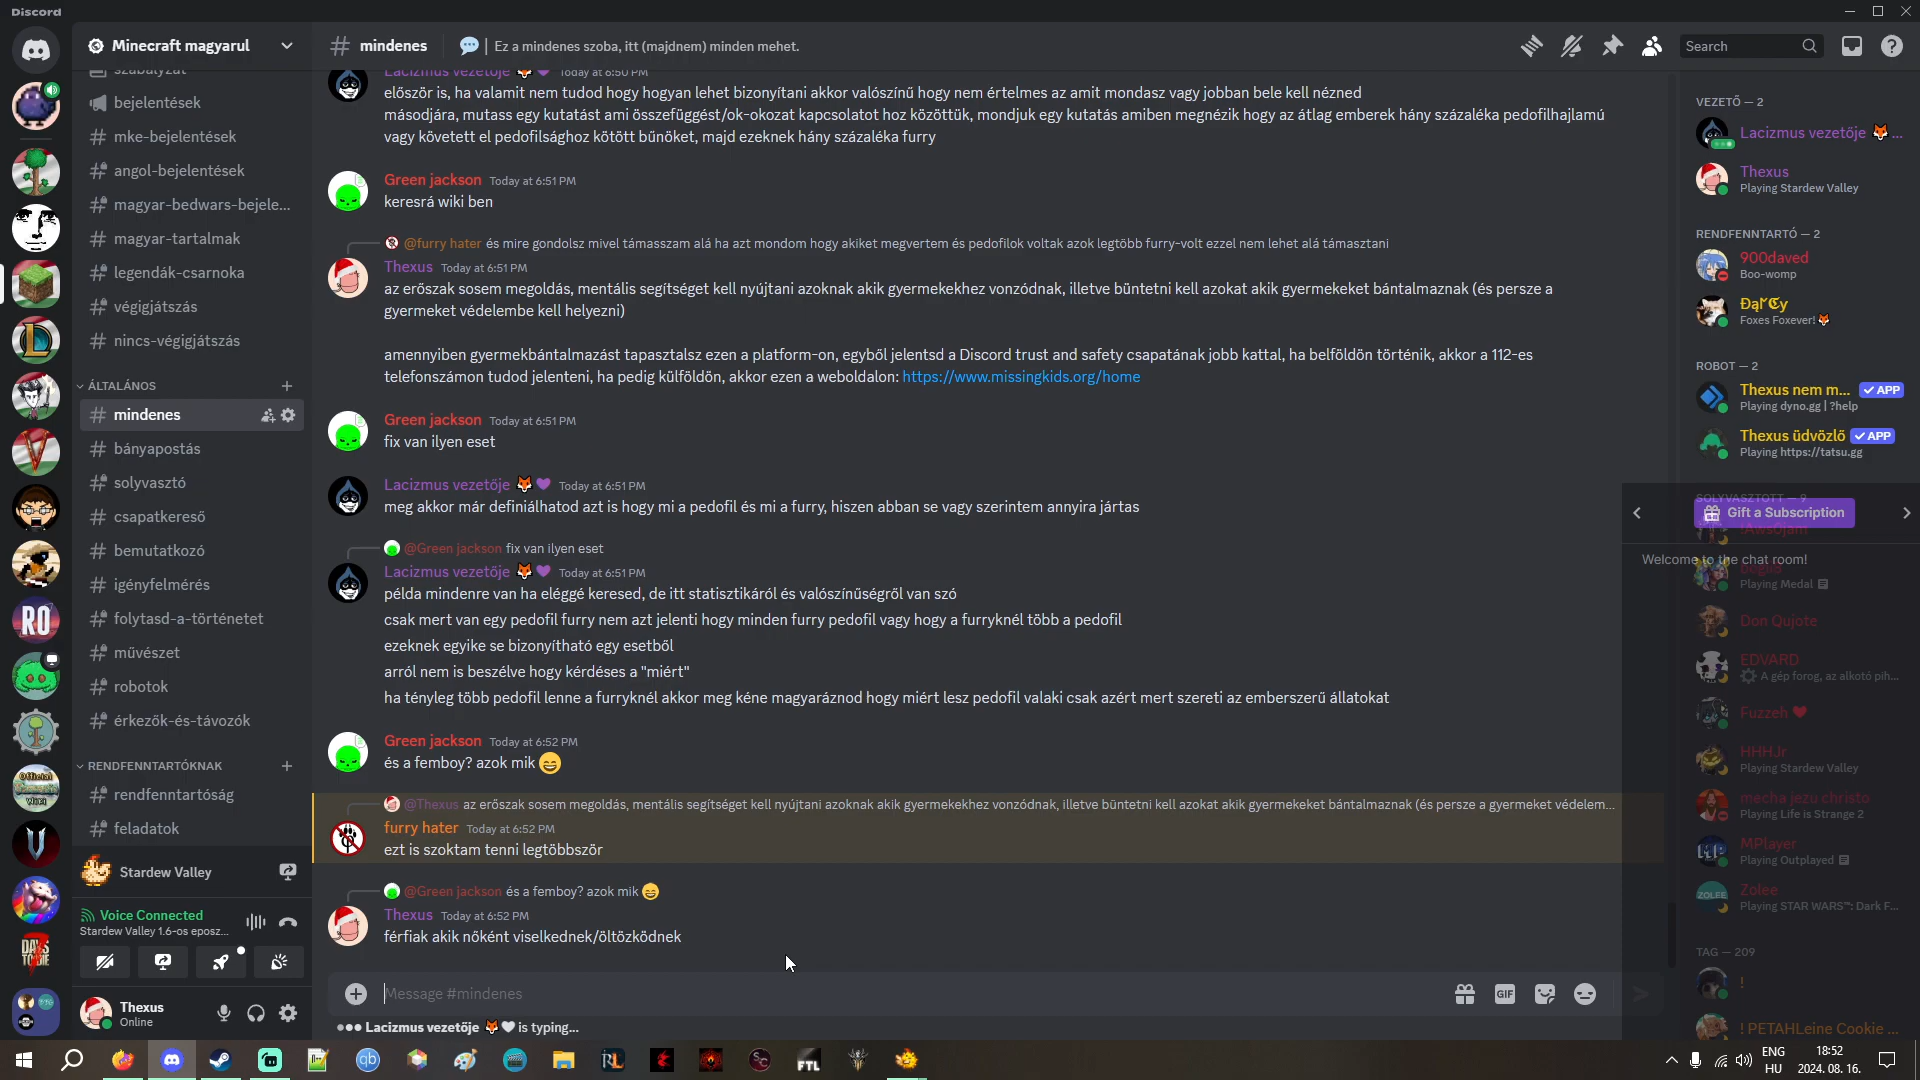 Discord
Minecraft magyarul
mindenes
Ez a mindenes szoba, itt (majdnem) minden mehet.
Search
szabályzat
bejelentések
mke-bejelentések
angol-bejelentések
magyar-bedwars-bejele...
magyar-tartalmak
legendák-csarnoka
végigjátszás
nincs-végigjátszás
ÁLTALÁNOS
mindenes
bányapostás
solyvasztó
csapatkereső
bemutatkozó
igényfelmérés
folytasd-a-történetet
művészet
robotok
érkezők-és-távozók
RENDFENNTARTÓKNAK
rendfenntartóság
feladatok
Stardew Valley
Voice Connected
Stardew Valley 1.6-os eposz...
Thexus
Online
Lacizmus vezetője 🦊💜 Today at 6:50 PM
először is, ha valamit nem tudod hogy hogyan lehet bizonyítani akkor valószínű hogy nem értelmes az amit mondasz vagy jobban bele kell nézned
másodjára, mutass egy kutatást ami összefüggést/ok-okozat kapcsolatot hoz közöttük, mondjuk egy kutatás amiben megnézik hogy az átlag emberek hány százaléka pedofilhajlamú
vagy követett el pedofilsághoz kötött bűnöket, majd ezeknek hány százaléka furry
Green jackson Today at 6:51 PM
keresrá wiki ben
@furry hater és mire gondolsz mivel támasszam alá ha azt mondom hogy akiket megvertem és pedofilok voltak azok legtöbb furry-volt ezzel nem lehet alá támasztani
Thexus Today at 6:51 PM
az erőszak sosem megoldás, mentális segítséget kell nyújtani azoknak akik gyermekekhez vonzódnak, illetve büntetni kell azokat akik gyermekeket bántalmaznak (és persze a
gyermeket védelembe kell helyezni)
amennyiben gyermekbántalmazást tapasztalsz ezen a platform-on, egyből jelentsd a Discord trust and safety csapatának jobb kattal, ha belföldön történik, akkor a 112-es
telefonszámon tudod jelenteni, ha pedig külföldön, akkor ezen a weboldalon: https://www.missingkids.org/home
Green jackson Today at 6:51 PM
fix van ilyen eset
Lacizmus vezetője 🦊💜 Today at 6:51 PM
meg akkor már definiálhatod azt is hogy mi a pedofil és mi a furry, hiszen abban se vagy szerintem annyira jártas
@Green jackson fix van ilyen eset
Lacizmus vezetője 🦊💜 Today at 6:51 PM
példa mindenre van ha eléggé keresed, de itt statisztikáról és valószínűségről van szó
csak mert van egy pedofil furry nem azt jelenti hogy minden furry pedofil vagy hogy a furryknél több a pedofil
ezeknek egyike se bizonyítható egy esetből
arról nem is beszélve hogy kérdéses a "miért"
ha tényleg több pedofil lenne a furryknél akkor meg kéne magyaráznod hogy miért lesz pedofil valaki csak azért mert szereti az emberszerű állatokat
Green jackson Today at 6:52 PM
és a femboy? azok mik 😄
@Thexus az erőszak sosem megoldás, mentális segítséget kell nyújtani azoknak akik gyermekekhez vonzódnak, illetve büntetni kell azokat akik gyermekeket bántalmaznak (és persze a gyermeket védelem...
furry hater Today at 6:52 PM
ezt is szoktam tenni legtöbbször
@Green jackson és a femboy? azok mik 😄
Thexus Today at 6:52 PM
férfiak akik nőként viselkednek/öltözködnek
Message #mindenes
GIF
Lacizmus vezetője 🦊🤍 is typing...
VEZETŐ — 2
Lacizmus vezetője 🦊 ...
Thexus
Playing Stardew Valley
RENDFENNTARTÓ — 2
900daved
Boo-womp
Foxes Foxever! 🦊
ROBOT — 2
Thexus nem m... ✓ APP
Playing dyno.gg | ?help
Thexus üdvözlő ✓ APP
Playing https://tatsu.gg
SOLYVASZTOTT — 9
Gift a Subscription
Welcome to the chat room!
Playing Medal
Don Qujote
EDVARD
A gép forog, az alkotó pih...
Fuzzeh ❤
HHHJr
Playing Stardew Valley
mecha jezu christo
Playing Life is Strange 2
MPlayer
Playing Outplayed
Zolee
Playing STAR WARS™: Dark F...
TAG — 209
!
! PETAHLeine Cookie ...
RO
Official
Wiki
DAYS
TO DIE
ZOLEE
qb
RL
SC
FTL
ENG
HU
18:52
2024. 08. 16.